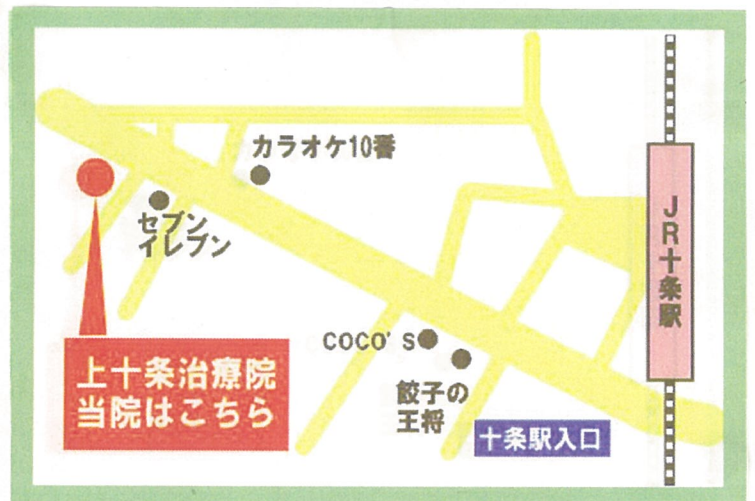 カラオケ10番
セブン
イレブン
JR十条駅
COCO'S
餃子の
王将
十条駅入口
上十条治療院
当院はこちら